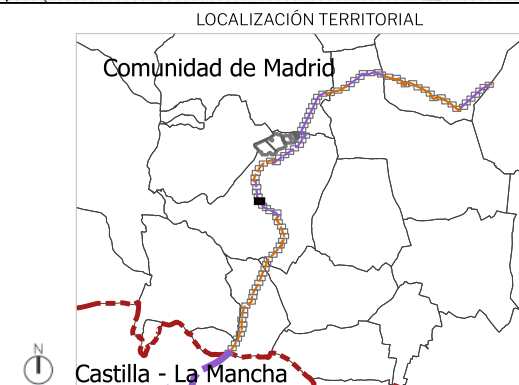 LOCALIZACIÓN TERRITORIAL
Comunidad de Madrid
N
Castilla - La Mancha